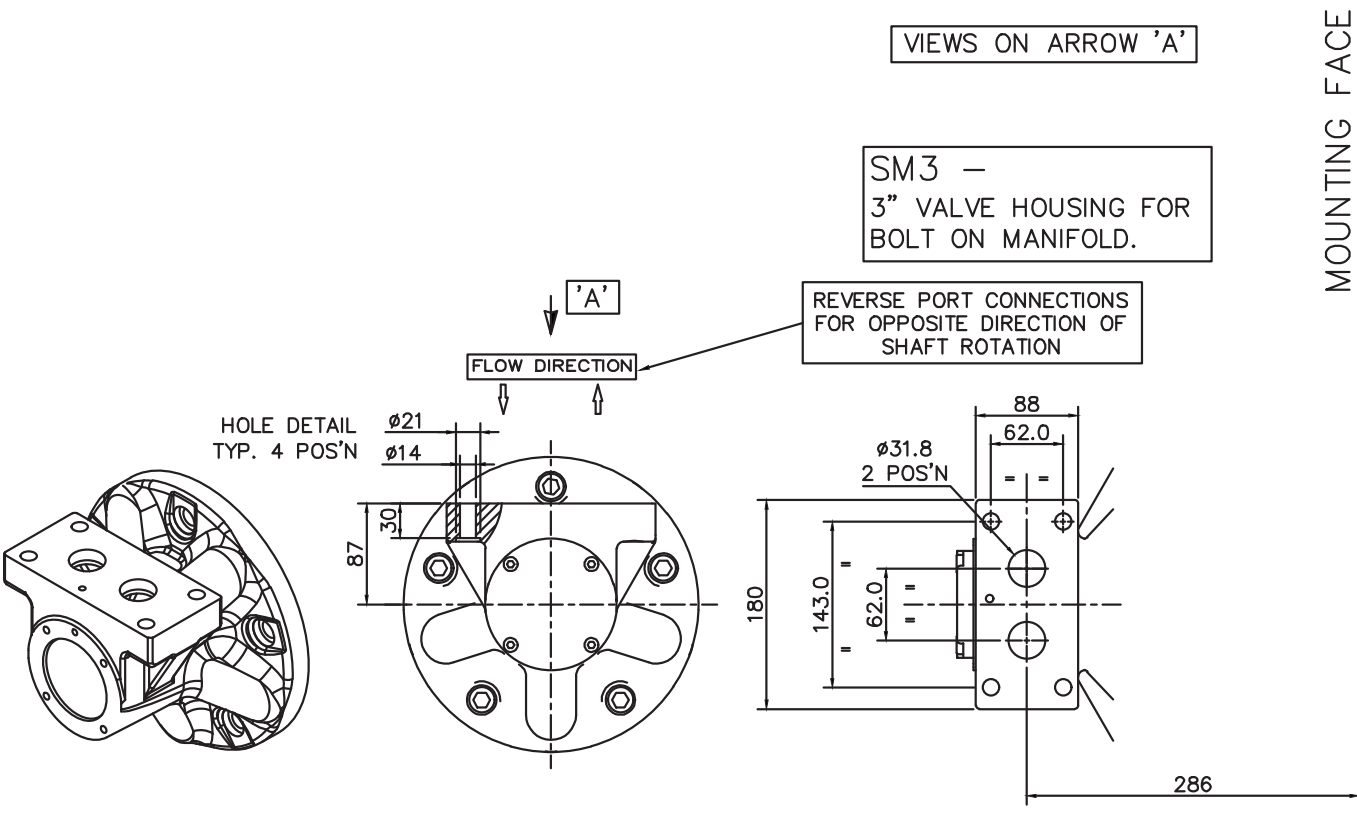 VIEWS ON ARROW 'A'
MOUNTING FACE
SM3 –
3" VALVE HOUSING FOR
BOLT ON MANIFOLD.
'A'
REVERSE PORT CONNECTIONS
FOR OPPOSITE DIRECTION OF
SHAFT ROTATION
FLOW DIRECTION
HOLE DETAIL
TYP. 4 POS'N
ø21
ø14
30
87
88
62.0
ø31.8
2 POS'N
= =
180
143.0
62.0
=
=
=
=
286